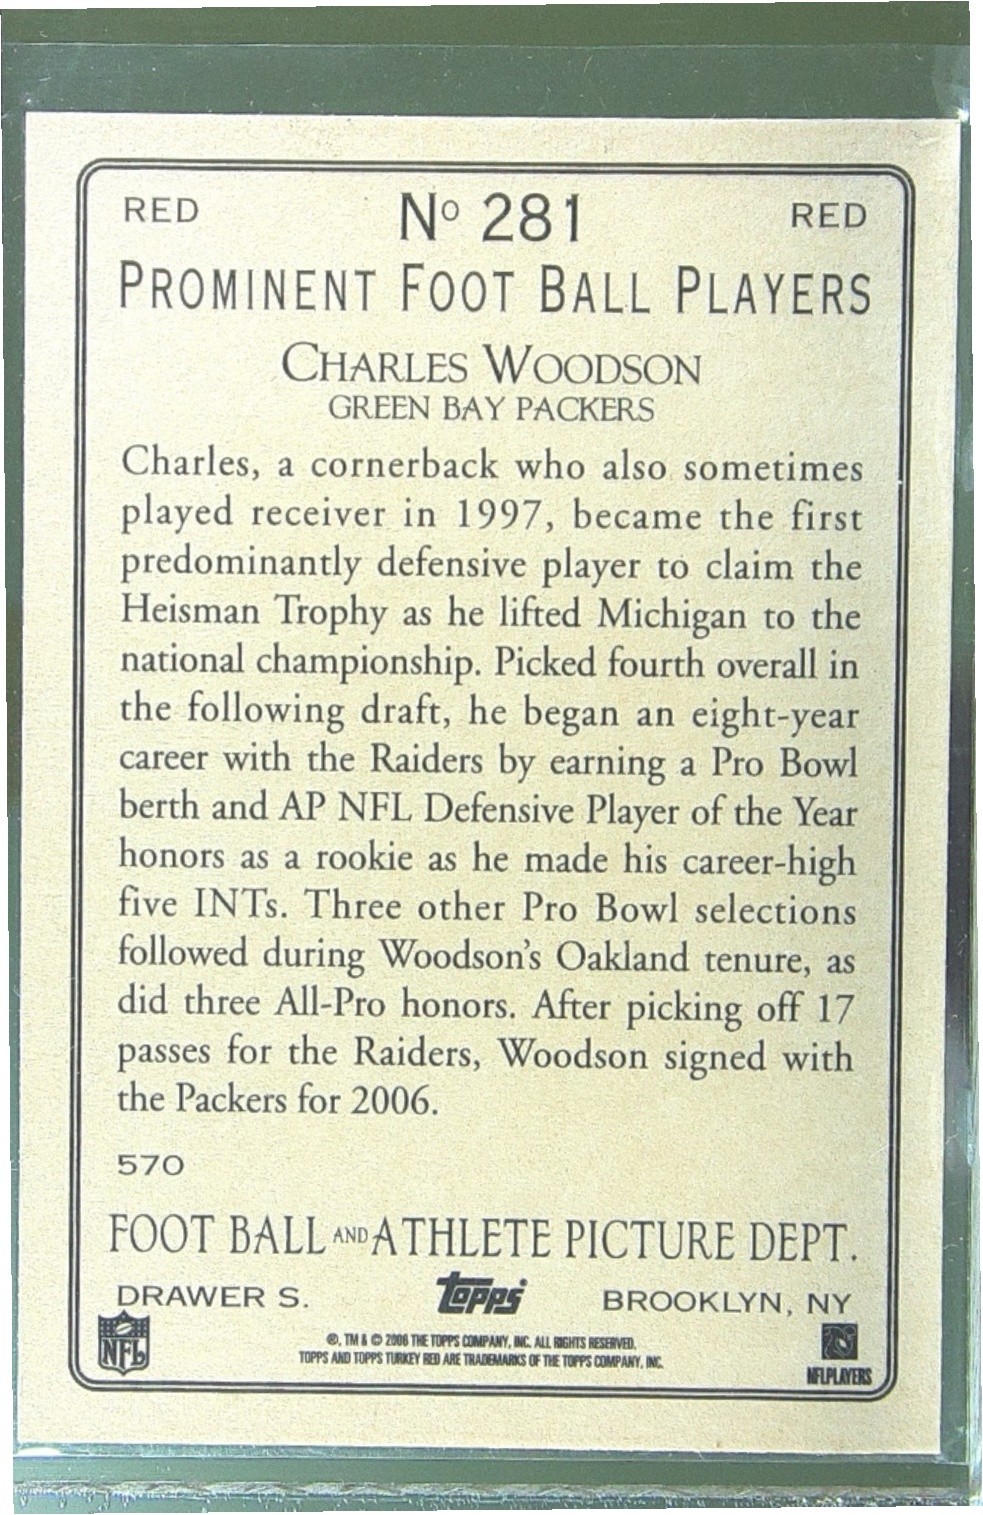 RED Nº 281 RED
PROMINENT FOOT BALL PLAYERS
CHARLES WOODSON
GREEN BAY PACKERS
Charles, a cornerback who also sometimes
played receiver in 1997, became the first
predominantly defensive player to claim the
Heisman Trophy as he lifted Michigan to the
national championship. Picked fourth overall in
the following draft, he began an eight-year
career with the Raiders by earning a Pro Bowl
berth and AP NFL Defensive Player of the Year
honors as a rookie as he made his career-high
five INTs. Three other Pro Bowl selections
followed during Woodson's Oakland tenure, as
did three All-Pro honors. After picking off 17
passes for the Raiders, Woodson signed with
the Packers for 2006.
570
FOOT BALL AND ATHLETE PICTURE DEPT.
DRAWER S. Topps BROOKLYN, NY
NFL
®, TM & © 2006 THE TOPPS COMPANY, INC. ALL RIGHTS RESERVED.
TOPPS AND TOPPS TURKEY RED ARE TRADEMARKS OF THE TOPPS COMPANY, INC.
NFLPLAYERS